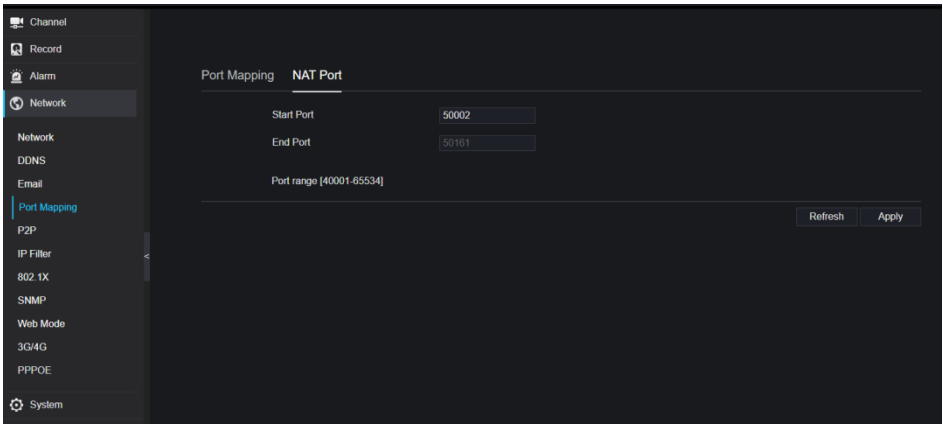 Channel
Record
Alarm
Network
Network
DDNS
Email
Port Mapping
P2P
IP Filter
802.1X
SNMP
Web Mode
3G/4G
PPPOE
System
<
Port Mapping NAT Port
Start Port 50002
End Port 50161
Port range [40001-65534]
Refresh Apply